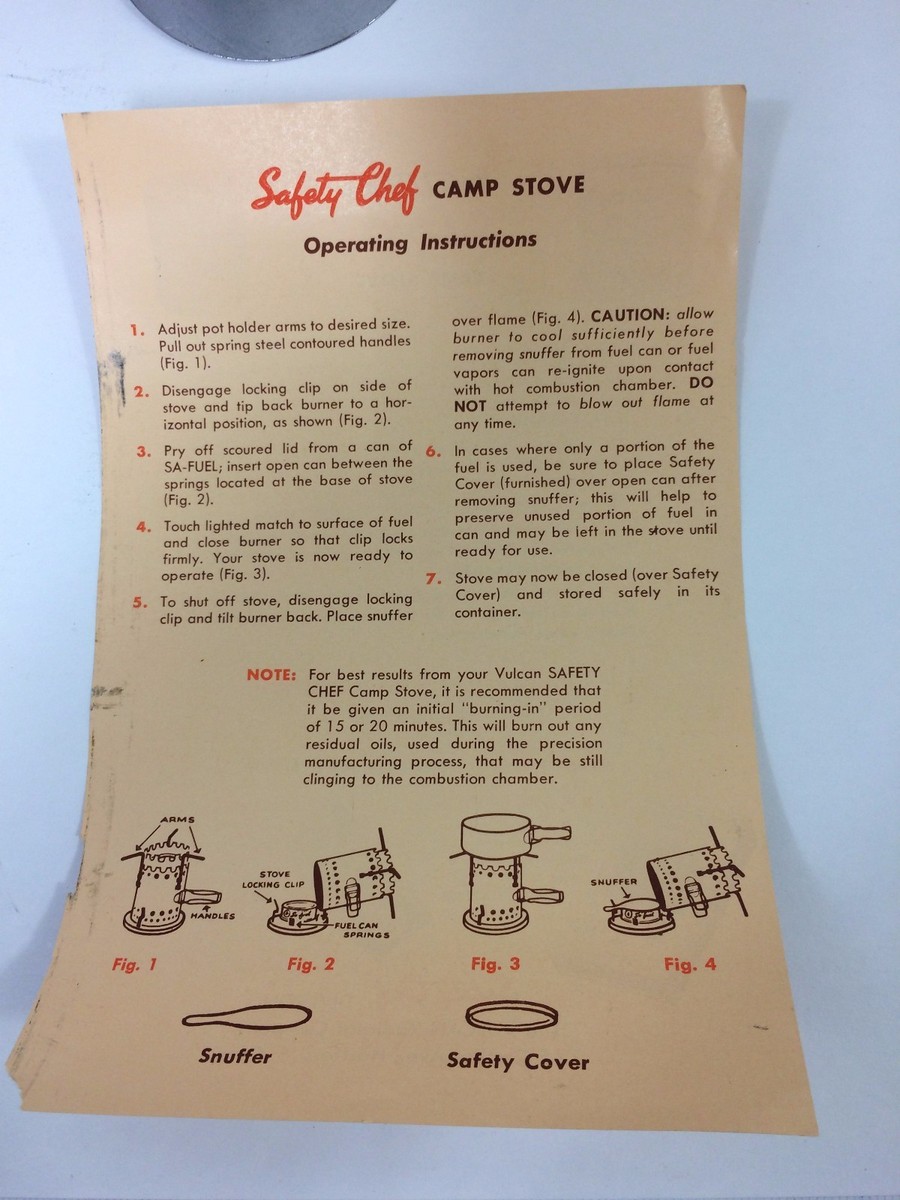 Safety Chef CAMP STOVE
Operating Instructions
1. Adjust pot holder arms to desired size.
Pull out spring steel contoured handles
(Fig. 1).
2. Disengage locking clip on side of
stove and tip back burner to a hor-
izontal position, as shown (Fig. 2).
3. Pry off scoured lid from a can of
SA-FUEL; insert open can between the
springs located at the base of stove
(Fig. 2).
4. Touch lighted match to surface of fuel
and close burner so that clip locks
firmly. Your stove is now ready to
operate (Fig. 3).
5. To shut off stove, disengage locking
clip and tilt burner back. Place snuffer
over flame (Fig. 4). CAUTION: allow
burner to cool sufficiently before
removing snuffer from fuel can or fuel
vapors can re-ignite upon contact
with hot combustion chamber. DO
NOT attempt to blow out flame at
any time.
6. In cases where only a portion of the
fuel is used, be sure to place Safety
Cover (furnished) over open can after
removing snuffer; this will help to
preserve unused portion of fuel in
can and may be left in the stove until
ready for use.
7. Stove may now be closed (over Safety
Cover) and stored safely in its
container.
NOTE: For best results from your Vulcan SAFETY
CHEF Camp Stove, it is recommended that
it be given an initial "burning-in" period
of 15 or 20 minutes. This will burn out any
residual oils, used during the precision
manufacturing process, that may be still
clinging to the combustion chamber.
ARMS
HANDLES
Fig. 1
STOVE
LOCKING CLIP
FUEL CAN
SPRINGS
Fig. 2
Fig. 3
SNUFFER
Fig. 4
Snuffer
Safety Cover